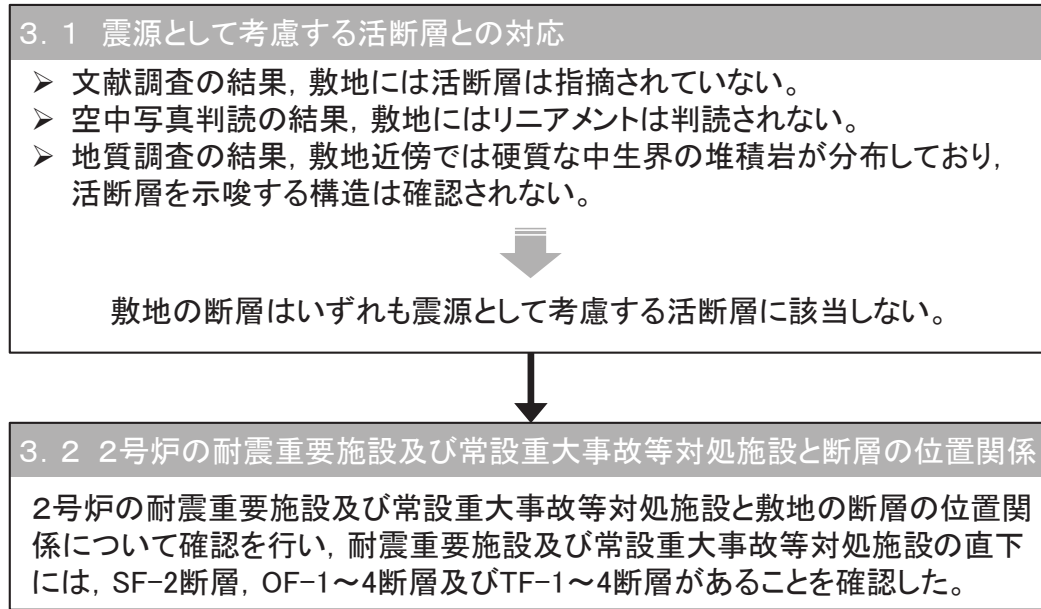 3．1 震源として考慮する活断層との対応
➢ 文献調査の結果，敷地には活断層は指摘されていない。
➢ 空中写真判読の結果，敷地にはリニアメントは判読されない。
➢ 地質調査の結果，敷地近傍では硬質な中生界の堆積岩が分布しており，
活断層を示唆する構造は確認されない。
敷地の断層はいずれも震源として考慮する活断層に該当しない。
3．2 2号炉の耐震重要施設及び常設重大事故等対処施設と断層の位置関係
2号炉の耐震重要施設及び常設重大事故等対処施設と敷地の断層の位置関
係について確認を行い，耐震重要施設及び常設重大事故等対処施設の直下
には，SF-2断層，OF-1～4断層及びTF-1～4断層があることを確認した。